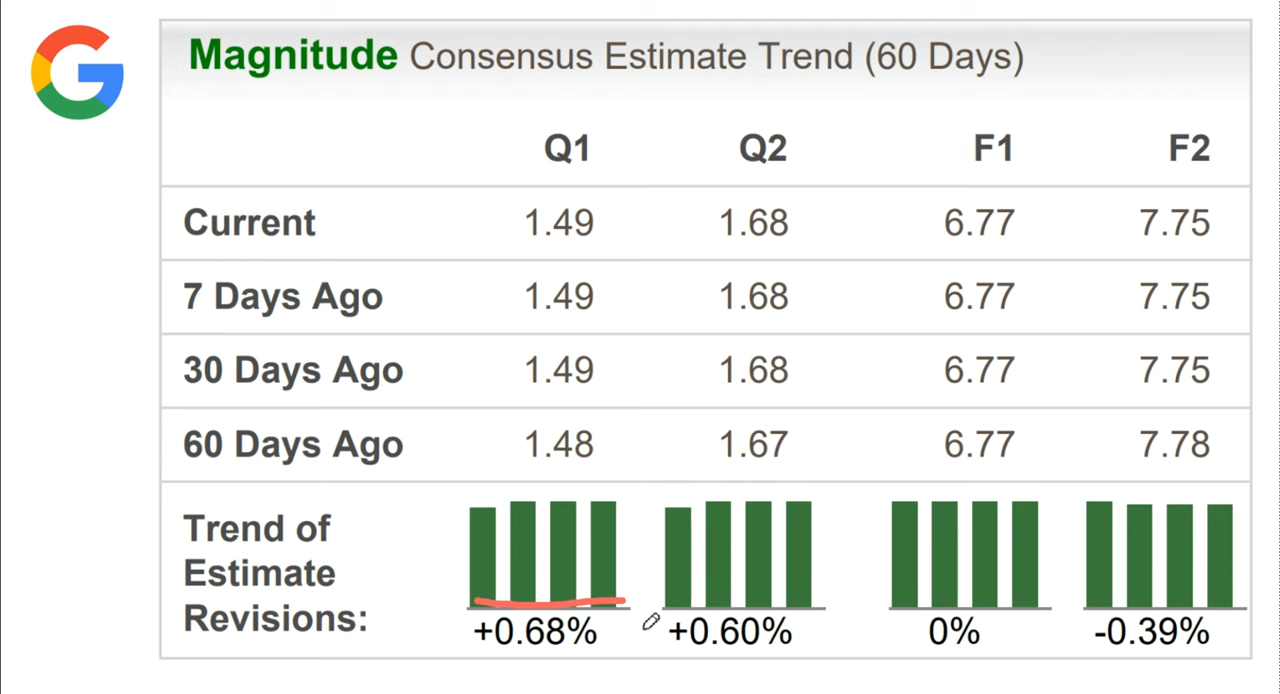 Magnitude Consensus Estimate Trend (60 Days)
Q1 Q2 F1 F2
Current 1.49 1.68 6.77 7.75
7 Days Ago 1.49 1.68 6.77 7.75
30 Days Ago 1.49 1.68 6.77 7.75
60 Days Ago 1.48 1.67 6.77 7.78
Trend of
Estimate
Revisions:
+0.68% +0.60% 0% -0.39%